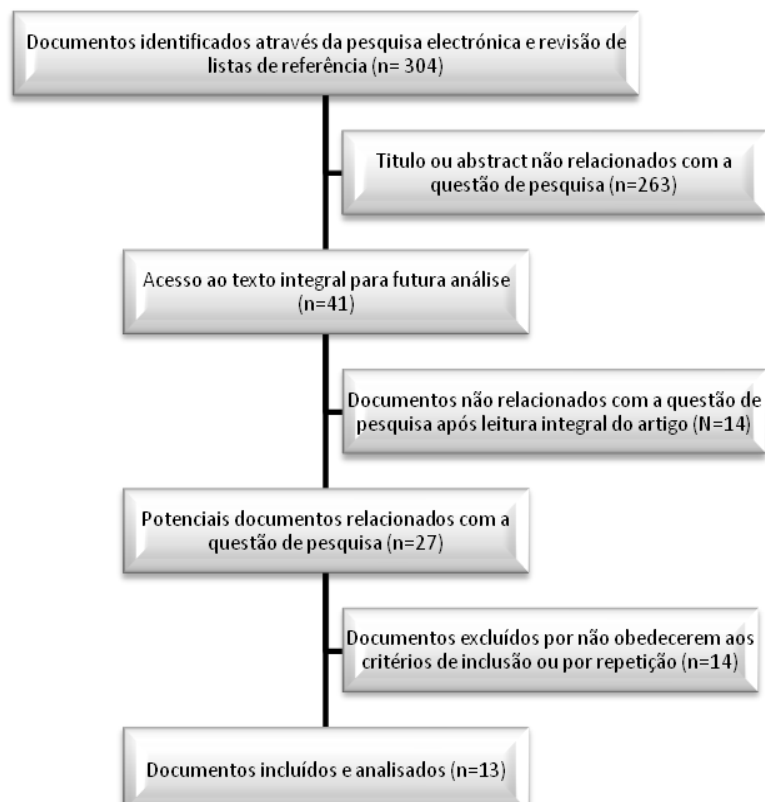 Documentos identificados através da pesquisa electrónica e revisão de
listas de referência (n= 304)
Titulo ou abstract não relacionados com a
questão de pesquisa (n=263)
Acesso ao texto integral para futura análise
(n=41)
Documentos não relacionados com a questão de
pesquisa após leitura integral do artigo (N=14)
Potenciais documentos relacionados com a
questão de pesquisa (n=27)
Documentos excluídos por não obedecerem aos
critérios de inclusão ou por repetição (n=14)
Documentos incluídos e analisados (n=13)